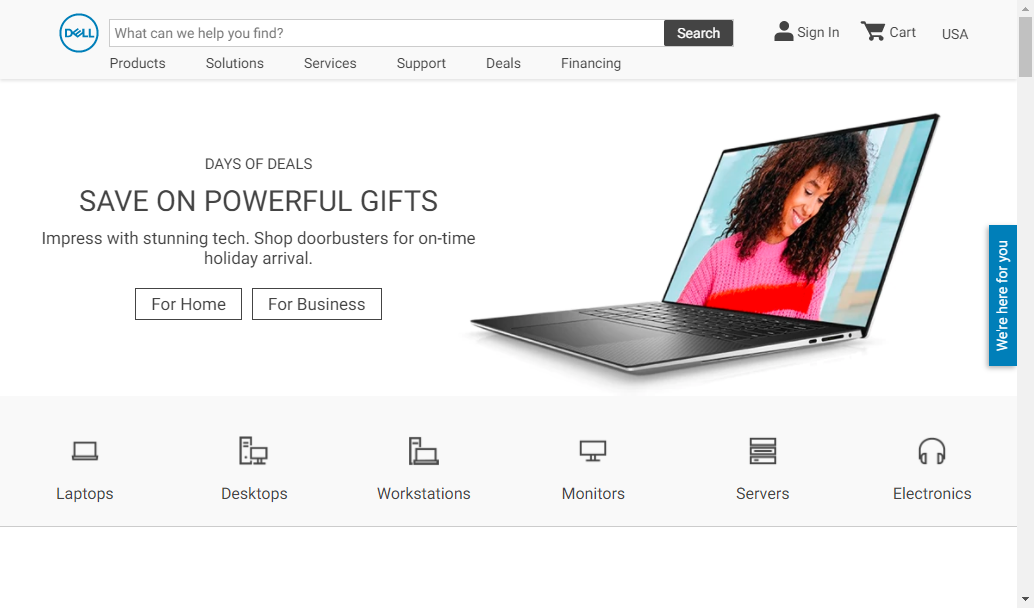 DELL
What can we help you find?
Search
Sign In
Cart
USA
Products
Solutions
Services
Support
Deals
Financing
DAYS OF DEALS
SAVE ON POWERFUL GIFTS
Impress with stunning tech. Shop doorbusters for on-time
holiday arrival.
For Home
For Business
We're here for you
Laptops
Desktops
Workstations
Monitors
Servers
Electronics